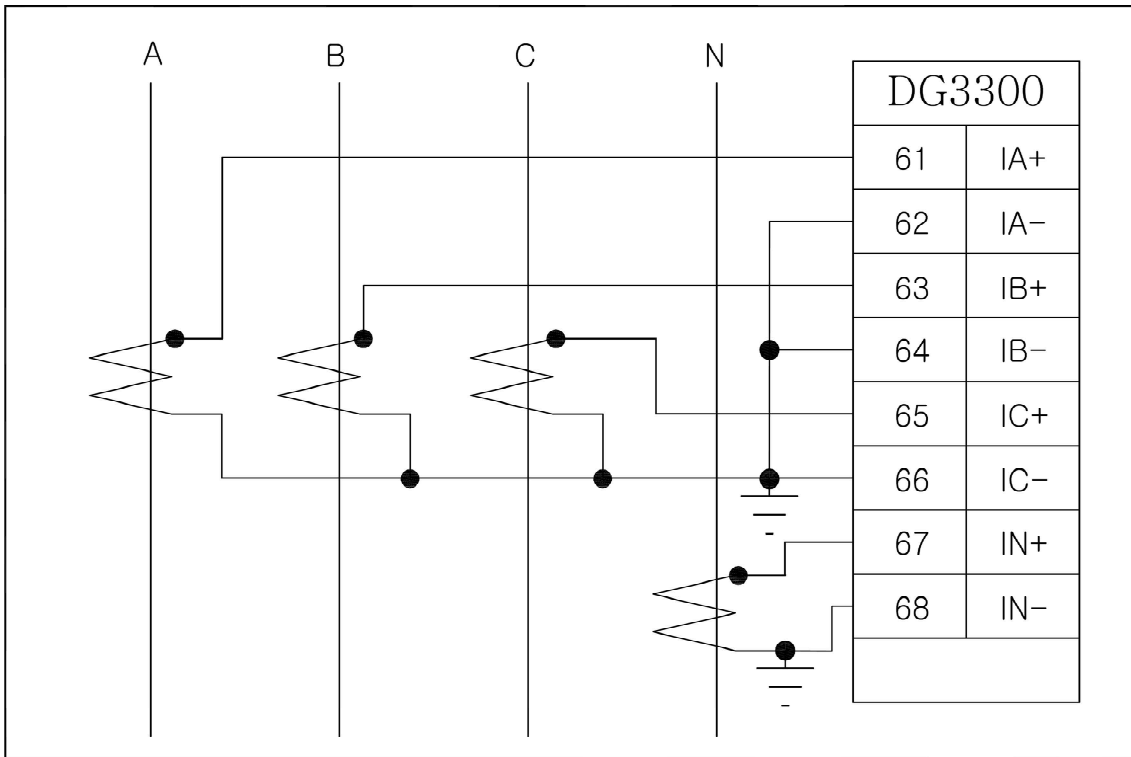 A B C N
DG3300
61 IA+
62 IA-
63 IB+
64 IB-
65 IC+
66 IC-
67 IN+
68 IN-